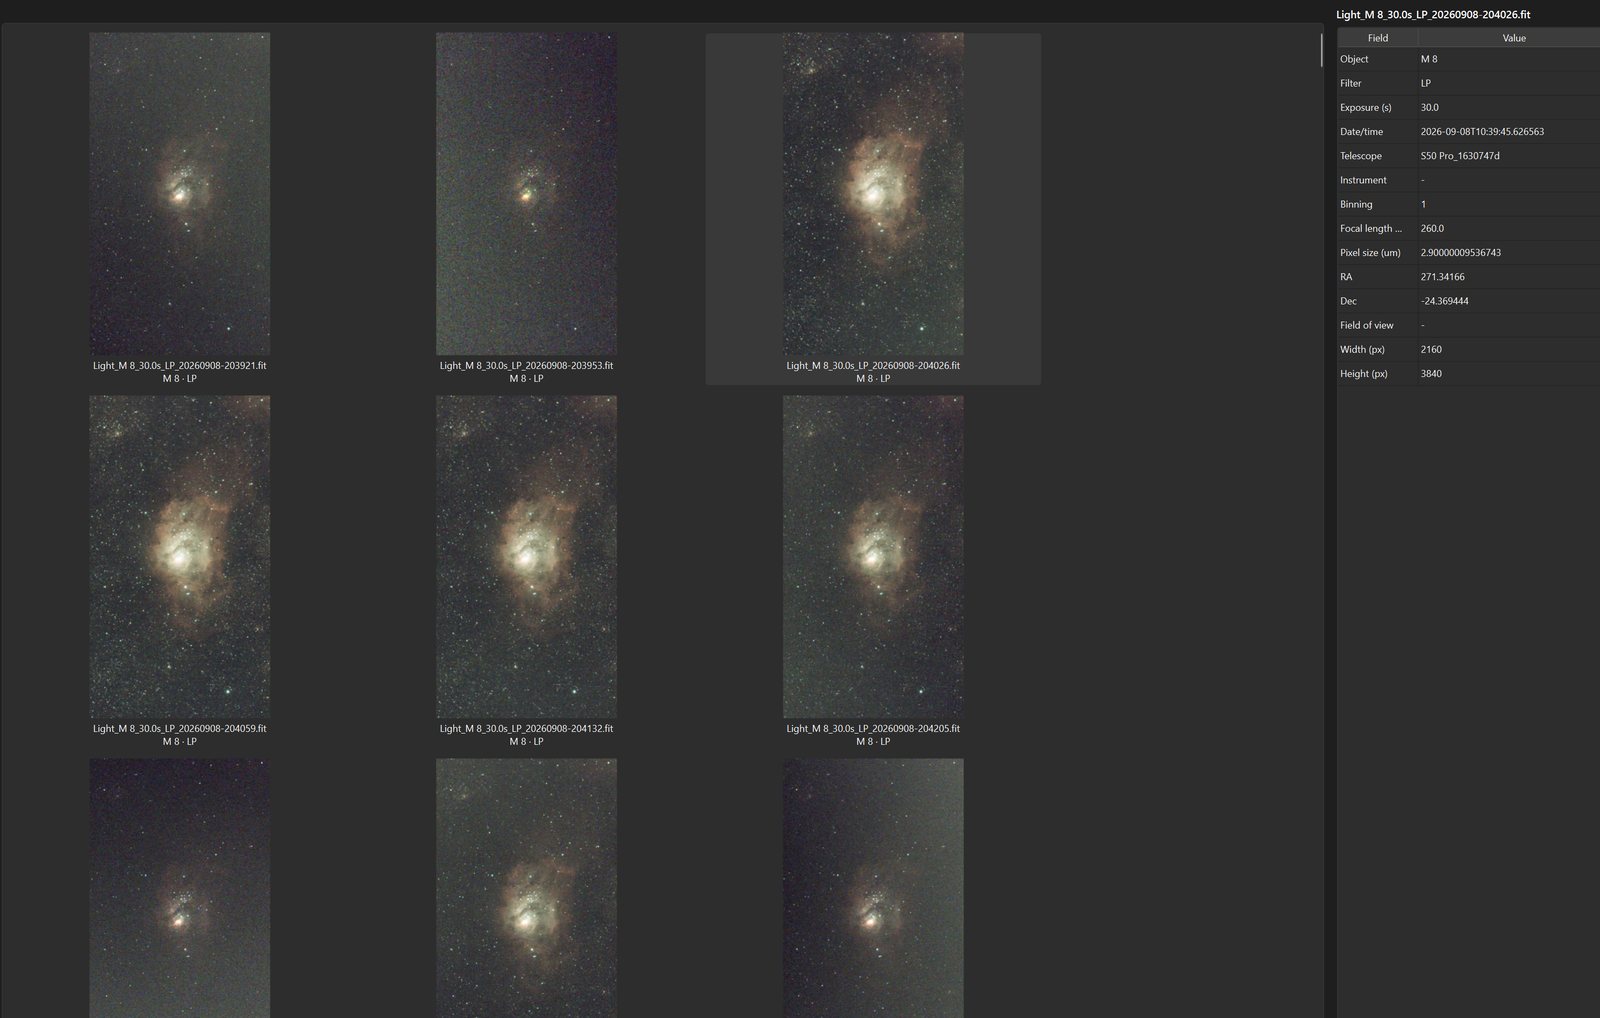 Light_M 8_30.0s_LP_20260908-203921.fit
M 8 · LP
Light_M 8_30.0s_LP_20260908-203953.fit
M 8 · LP
Light_M 8_30.0s_LP_20260908-204026.fit
M 8 · LP
Light_M 8_30.0s_LP_20260908-204059.fit
M 8 · LP
Light_M 8_30.0s_LP_20260908-204132.fit
M 8 · LP
Light_M 8_30.0s_LP_20260908-204205.fit
M 8 · LP
Light_M 8_30.0s_LP_20260908-204026.fit
Field Value
Object M 8
Filter LP
Exposure (s) 30.0
Date/time 2026-09-08T10:39:45.626563
Telescope S50 Pro_1630747d
Instrument -
Binning 1
Focal length ... 260.0
Pixel size (um) 2.90000009536743
RA 271.34166
Dec -24.369444
Field of view -
Width (px) 2160
Height (px) 3840